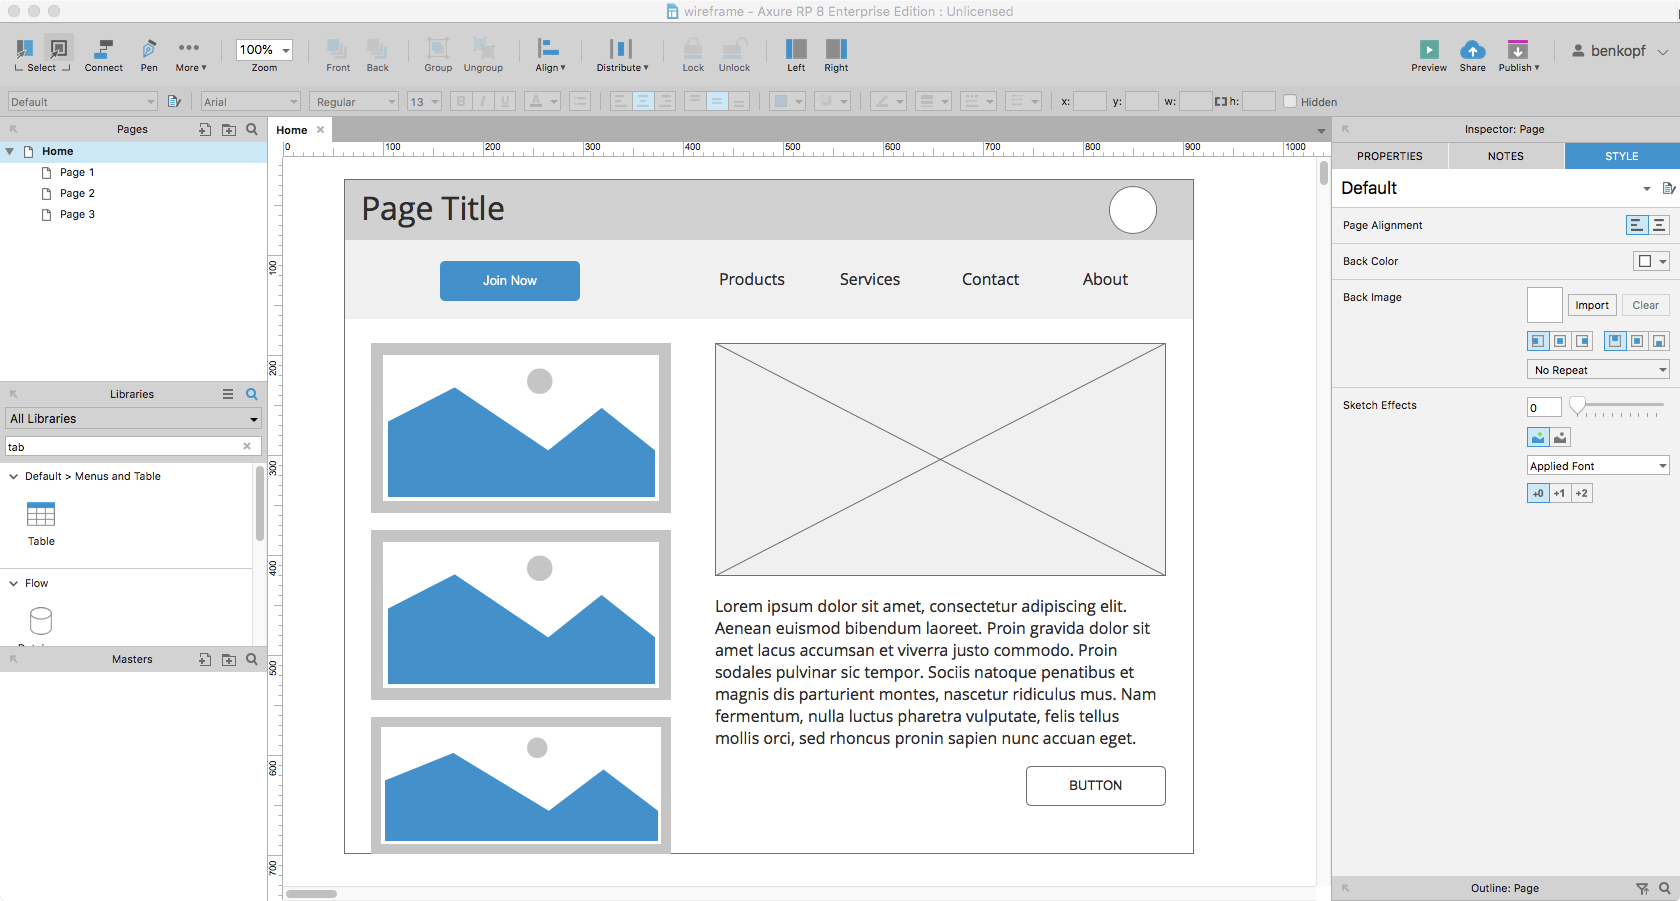 wireframe - Axure RP 8 Enterprise Edition : Unlicensed
Select Connect Pen More 100% Zoom Front Back Group Ungroup Align Distribute Lock Unlock Left Right Preview Share Publish benkopf
Default Arial Regular 13 B I U A x: y: w: h: Hidden
Pages
Home
Page 1
Page 2
Page 3
Libraries
All Libraries
tab
Default > Menus and Table
Table
Flow
Masters
Home
0 100 200 300 400 500 600 700 800 900 1000
100
200
300
400
500
600
700
Page Title
Join Now Products Services Contact About
Lorem ipsum dolor sit amet, consectetur adipiscing elit.
Aenean euismod bibendum laoreet. Proin gravida dolor sit
amet lacus accumsan et viverra justo commodo. Proin
sodales pulvinar sic tempor. Sociis natoque penatibus et
magnis dis parturient montes, nascetur ridiculus mus. Nam
fermentum, nulla luctus pharetra vulputate, felis tellus
mollis orci, sed rhoncus pronin sapien nunc accuan eget.
BUTTON
Inspector: Page
PROPERTIES NOTES STYLE
Default
Page Alignment
Back Color
Back Image Import Clear
No Repeat
Sketch Effects 0
Applied Font
+0 +1 +2
Outline: Page